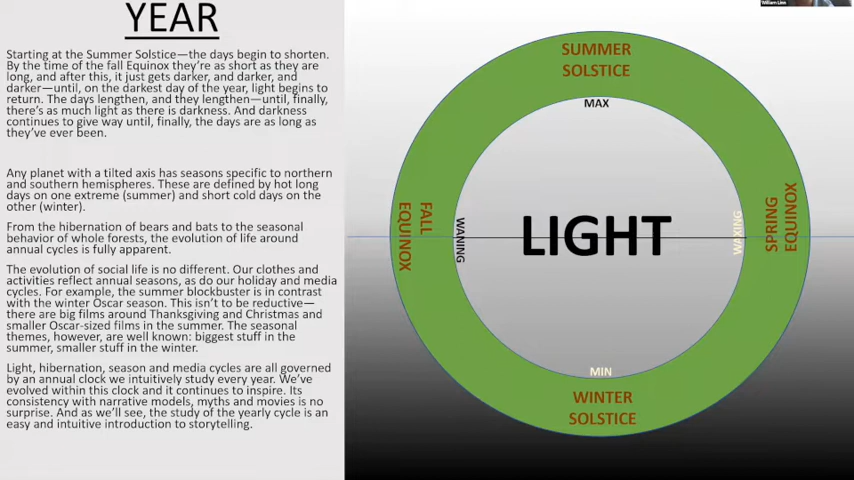 YEAR
Starting at the Summer Solstice—the days begin to shorten.
By the time of the fall Equinox they're as short as they are
long, and after this, it just gets darker, and darker, and
darker—until, on the darkest day of the year, light begins to
return. The days lengthen, and they lengthen—until, finally,
there's as much light as there is darkness. And darkness
continues to give way until, finally, the days are as long as
they've ever been.
Any planet with a tilted axis has seasons specific to northern
and southern hemispheres. These are defined by hot long
days on one extreme (summer) and short cold days on the
other (winter).
From the hibernation of bears and bats to the seasonal
behavior of whole forests, the evolution of life around
annual cycles is fully apparent.
The evolution of social life is no different. Our clothes and
activities reflect annual seasons, as do our holiday and media
cycles. For example, the summer blockbuster is in contrast
with the winter Oscar season. This isn't to be reductive—
there are big films around Thanksgiving and Christmas and
smaller Oscar-sized films in the summer. The seasonal
themes, however, are well known: biggest stuff in the
summer, smaller stuff in the winter.
Light, hibernation, season and media cycles are all governed
by an annual clock we intuitively study every year. We've
evolved within this clock and it continues to inspire. Its
consistency with narrative models, myths and movies is no
surprise. And as we'll see, the study of the yearly cycle is an
easy and intuitive introduction to storytelling.
William Linn
SUMMER
SOLSTICE
MAX
FALL
EQUINOX
WANING
LIGHT
WAXING
SPRING
EQUINOX
MIN
WINTER
SOLSTICE